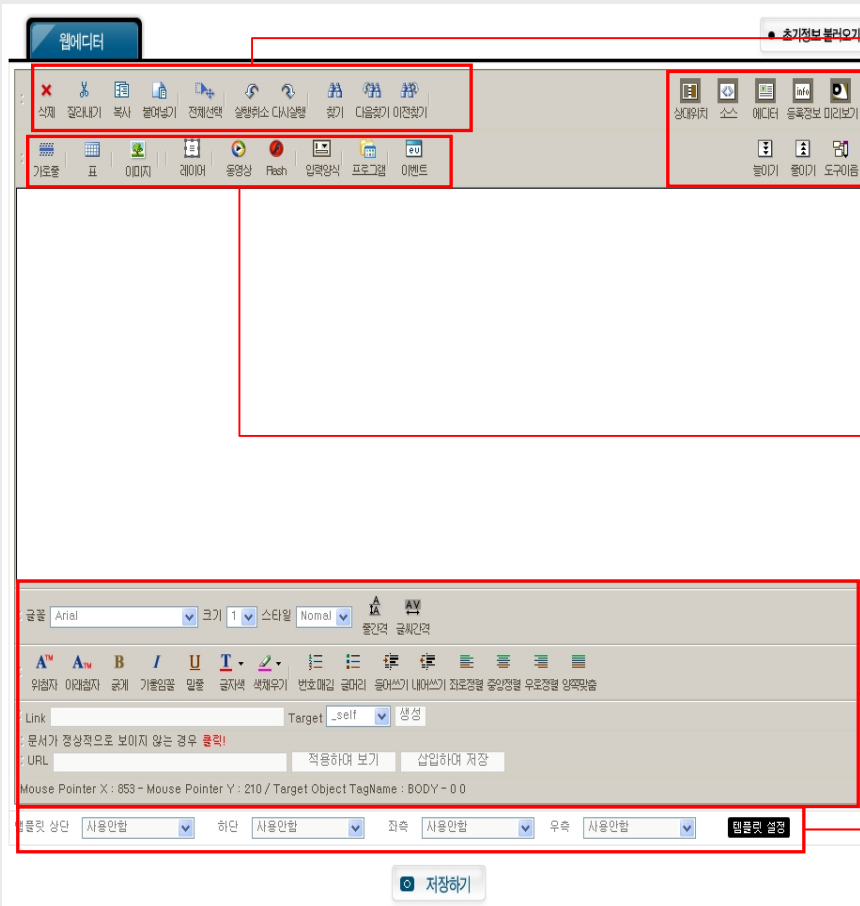 웹에디터
초기정보 불러오기
삭제 잘라내기 복사 붙여넣기 전체선택 실행취소 다시실행 찾기 다음찾기 이전찾기
상대위치 소스 에디터 등록정보 미리보기
가로줄 표 이미지 레이어 동영상 Flash 입력양식 프로그램 이벤트
늘이기 줄이기 도구이음
글꼴 Arial 크기 1 스타일 Nomal 줄간격 글씨간격
위첨자 아래첨자 굵게 기울임꼴 밑줄 글자색 색채우기 번호매김 글머리 들여쓰기 내어쓰기 좌로정렬 중앙정렬 우로정렬 양쪽맞춤
Link Target _self 생성
문서가 정상적으로 보이지 않는 경우 클릭!
URL 적용하여 보기 삽입하여 저장
Mouse Pointer X : 853 - Mouse Pointer Y : 210 / Target Object TagName : BODY - 0 0
템플릿 상단 사용안함 하단 사용안함 좌측 사용안함 우측 사용안함 템플릿 설정
저장하기